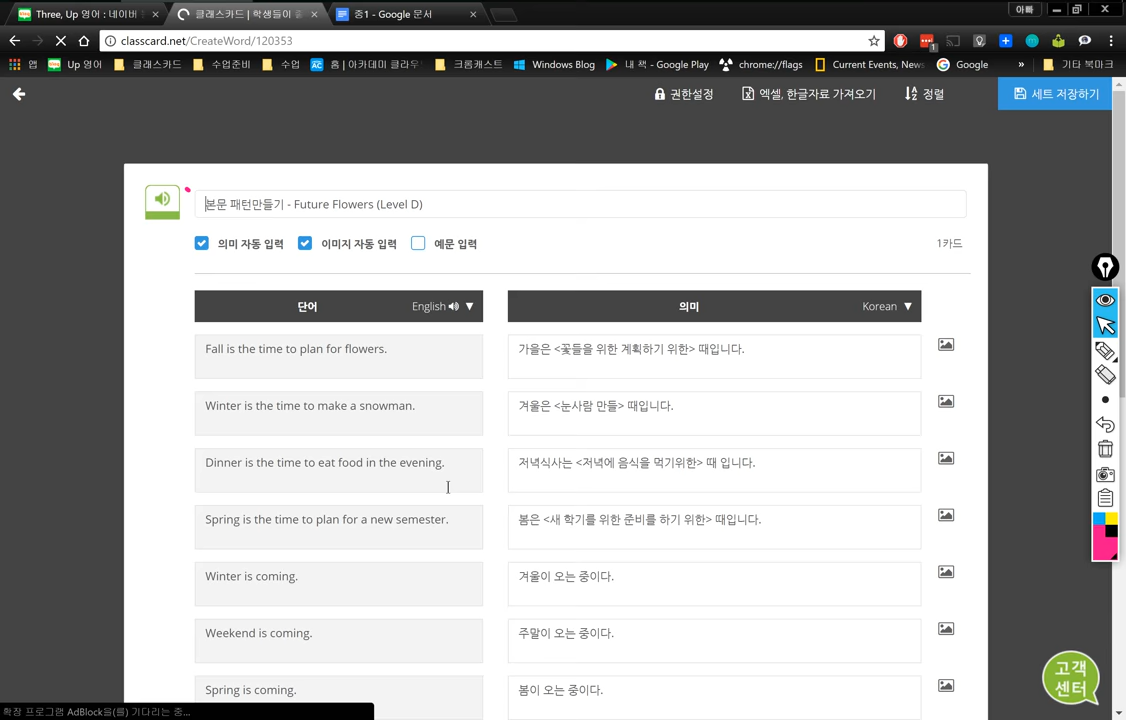 Three, Up 영어 : 네이버
클래스카드 | 학생들이 즐
중1 - Google 문서
아빠
classcard.net/CreateWord/120353
앱
Up 영어
클래스카드
수업준비
수업
홈 | 아카데미 클라우
크롬캐스트
Windows Blog
내 책 - Google Play
chrome://flags
Current Events, News
Google
»
기타 북마크
권한설정
엑셀, 한글자료 가져오기
정렬
세트 저장하기
본문 패턴만들기 - Future Flowers (Level D)
의미 자동 입력
이미지 자동 입력
예문 입력
1카드
단어
English
의미
Korean
Fall is the time to plan for flowers.
가을은 <꽃들을 위한 계획하기 위한> 때입니다.
Winter is the time to make a snowman.
겨울은 <눈사람 만들> 때입니다.
Dinner is the time to eat food in the evening.
저녁식사는 <저녁에 음식을 먹기위한> 때 입니다.
Spring is the time to plan for a new semester.
봄은 <새 학기를 위한 준비를 하기 위한> 때입니다.
Winter is coming.
겨울이 오는 중이다.
Weekend is coming.
주말이 오는 중이다.
Spring is coming.
봄이 오는 중이다.
고객
센터
확장 프로그램 AdBlock을(를) 기다리는 중...